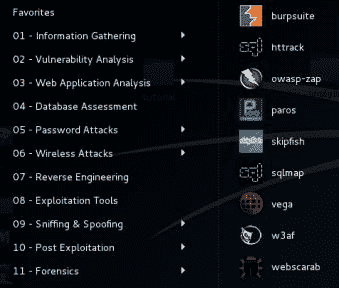 Favorites
01 - Information Gathering
02 - Vulnerability Analysis
03 - Web Application Analysis
04 - Database Assessment
05 - Password Attacks
06 - Wireless Attacks
07 - Reverse Engineering
08 - Exploitation Tools
09 - Sniffing & Spoofing
10 - Post Exploitation
11 - Forensics
burpsuite
httrack
owasp-zap
paros
skipfish
sqlmap
vega
w3af
webscarab